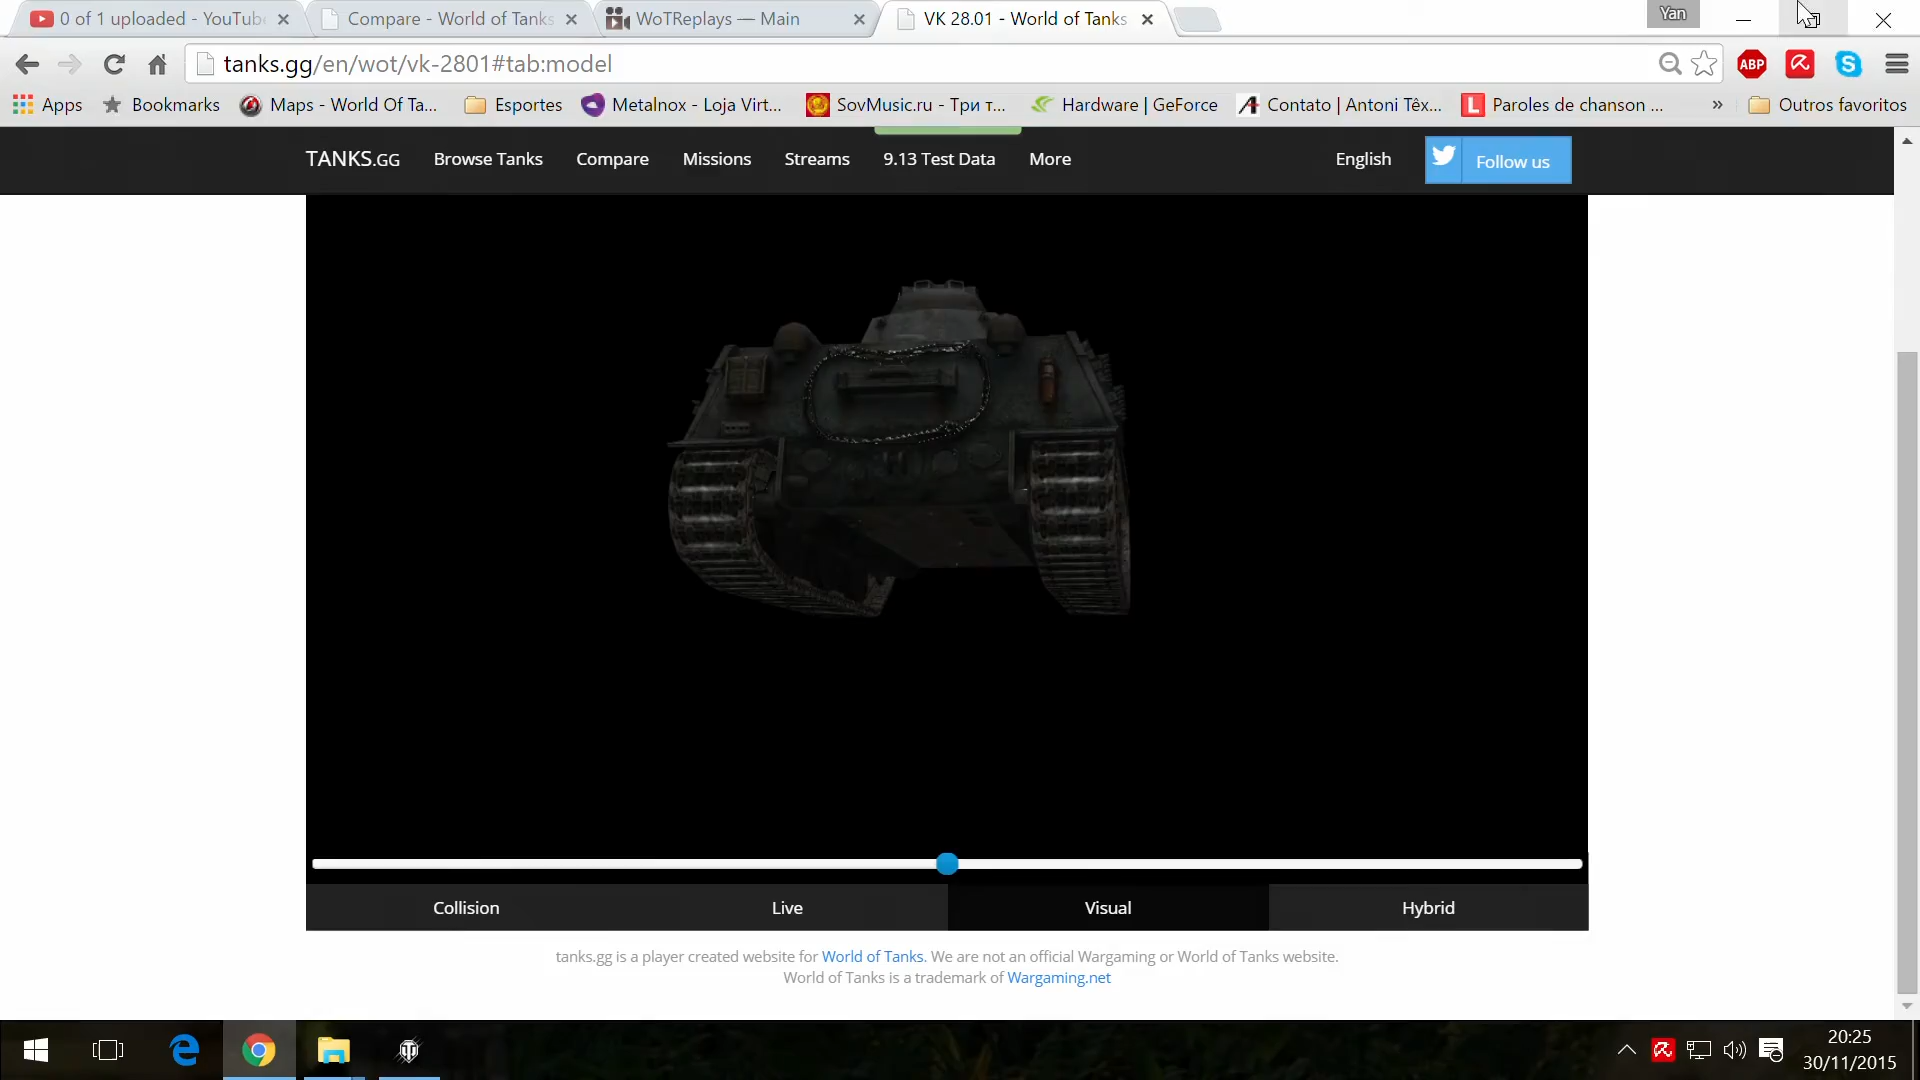 0 of 1 uploaded - YouTube
Compare - World of Tanks
WoTReplays — Main
VK 28.01 - World of Tanks
Yan
tanks.gg/en/wot/vk-2801#tab:model
ABP
Apps
Bookmarks
Maps - World Of Ta...
Esportes
Metalnox - Loja Virt...
SovMusic.ru - Три т...
Hardware | GeForce
Contato | Antoni Têx...
L
Paroles de chanson ...
»
Outros favoritos
TANKS.GG
Browse Tanks
Compare
Missions
Streams
9.13 Test Data
More
English
Follow us
Collision
Live
Visual
Hybrid
tanks.gg is a player created website for World of Tanks. We are not an official Wargaming or World of Tanks website.
World of Tanks is a trademark of Wargaming.net
20:25
30/11/2015